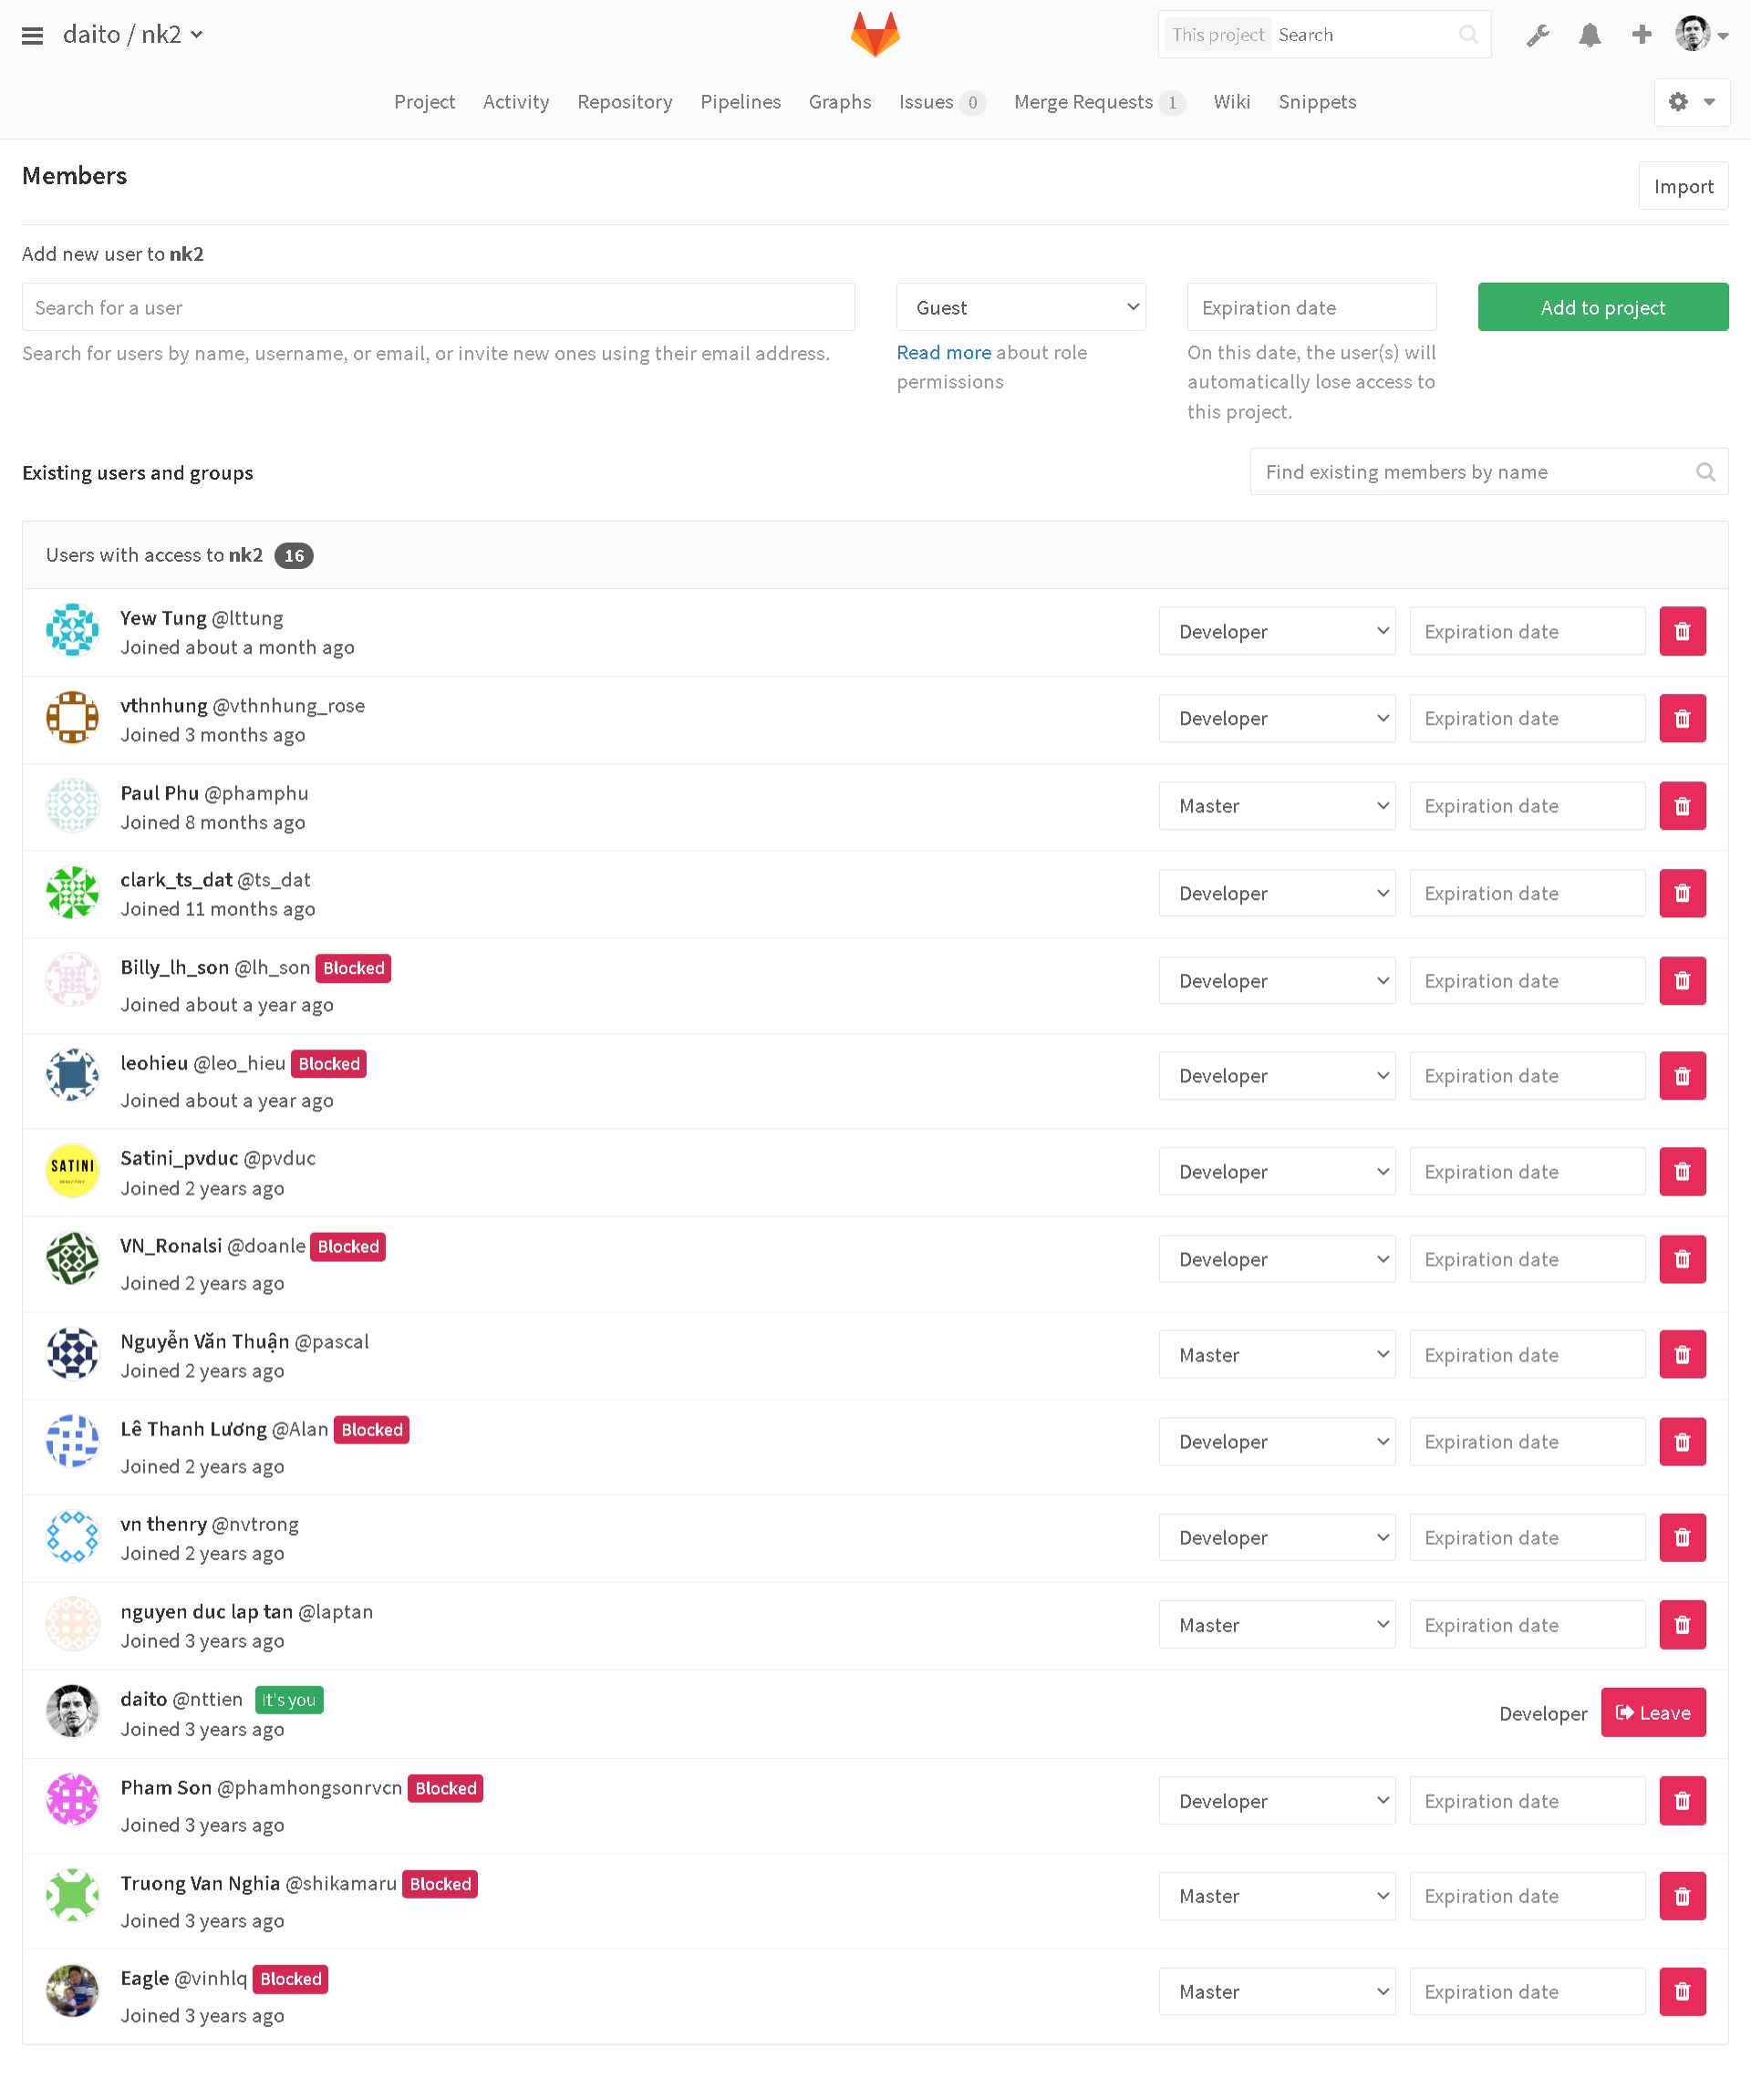 daito / nk2
This project Search
Project Activity Repository Pipelines Graphs Issues 0 Merge Requests 1 Wiki Snippets
Members
Import
Add new user to nk2
Search for a user
Guest
Expiration date
Add to project
Search for users by name, username, or email, or invite new ones using their email address.
Read more about role
permissions
On this date, the user(s) will
automatically lose access to
this project.
Existing users and groups
Find existing members by name
Users with access to nk2 16
Yew Tung @lttung
Joined about a month ago
Developer Expiration date
vthnhung @vthnhung_rose
Joined 3 months ago
Developer Expiration date
Paul Phu @phamphu
Joined 8 months ago
Master Expiration date
clark_ts_dat @ts_dat
Joined 11 months ago
Developer Expiration date
Billy_lh_son @lh_son Blocked
Joined about a year ago
Developer Expiration date
leohieu @leo_hieu Blocked
Joined about a year ago
Developer Expiration date
SATINI
Satini_pvduc @pvduc
Joined 2 years ago
Developer Expiration date
VN_Ronalsi @doanle Blocked
Joined 2 years ago
Developer Expiration date
Nguyễn Văn Thuận @pascal
Joined 2 years ago
Master Expiration date
Lê Thanh Lương @Alan Blocked
Joined 2 years ago
Developer Expiration date
vn thenry @nvtrong
Joined 2 years ago
Developer Expiration date
nguyen duc lap tan @laptan
Joined 3 years ago
Master Expiration date
daito @nttien It's you
Joined 3 years ago
Developer Leave
Pham Son @phamhongsonrvcn Blocked
Joined 3 years ago
Developer Expiration date
Truong Van Nghia @shikamaru Blocked
Joined 3 years ago
Master Expiration date
Eagle @vinhlq Blocked
Joined 3 years ago
Master Expiration date